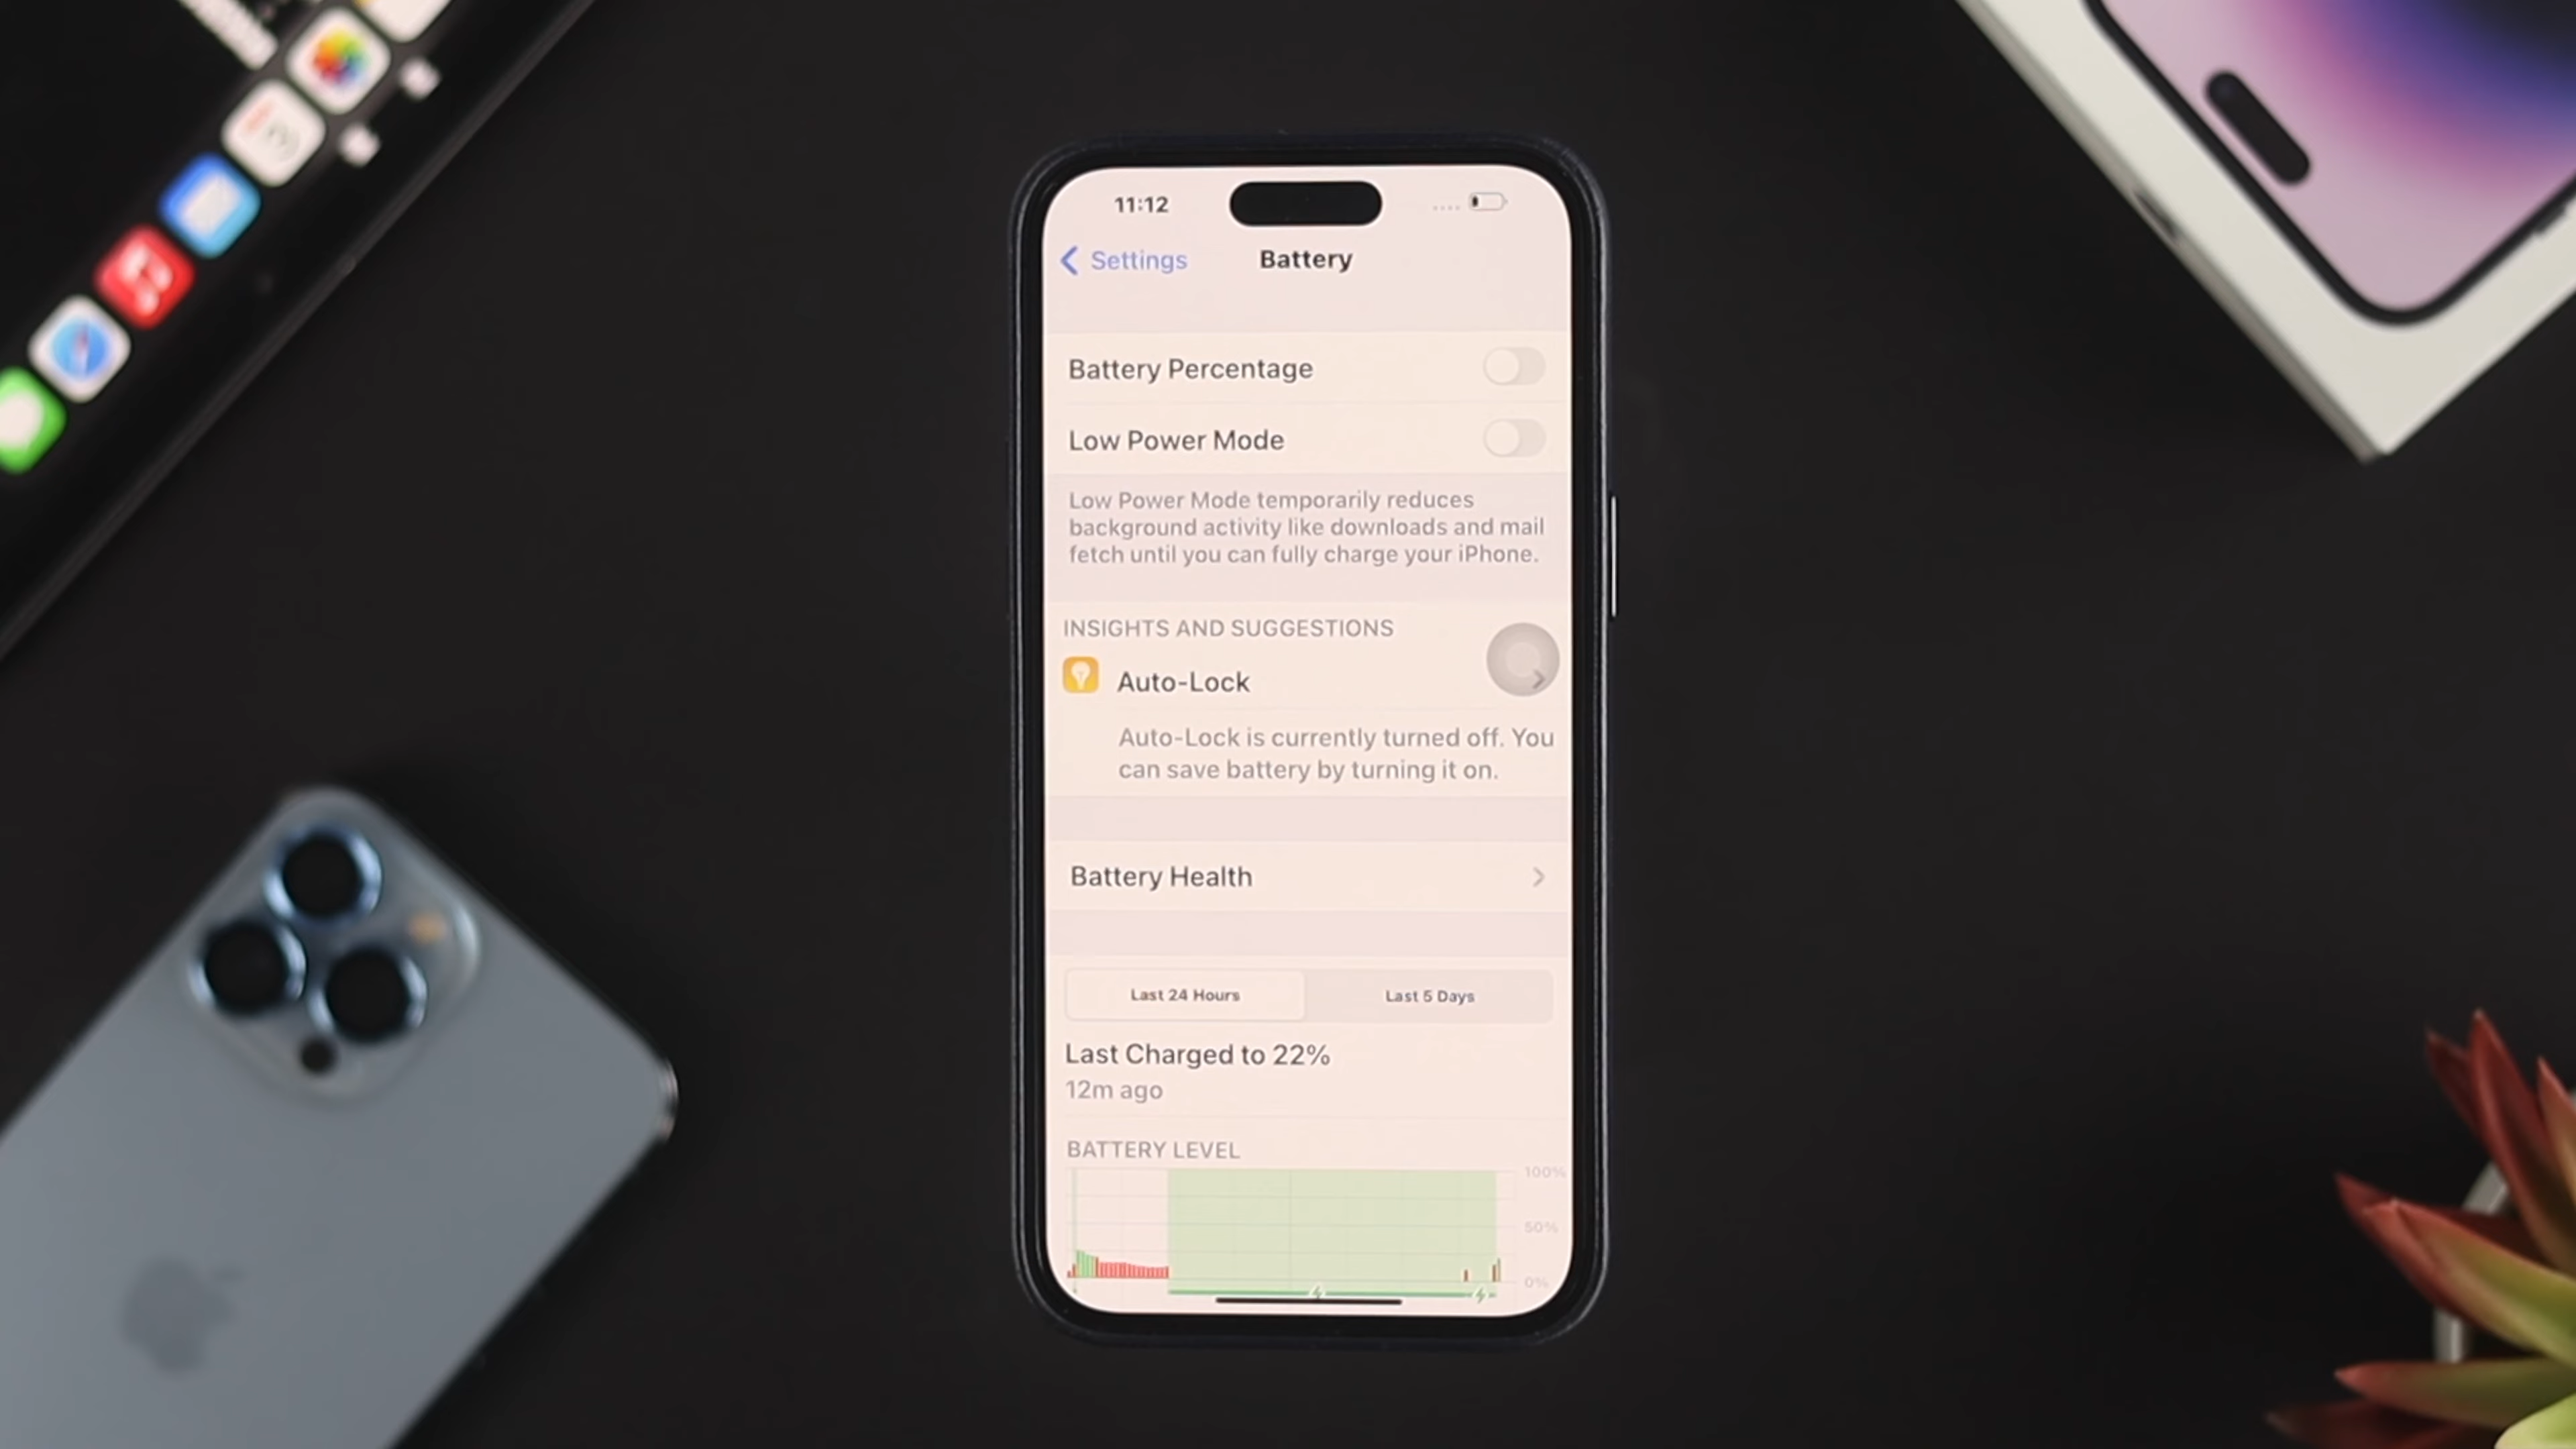 11:12
Settings
Battery
Battery Percentage
Low Power Mode
Low Power Mode temporarily reduces
background activity like downloads and mail
fetch until you can fully charge your iPhone.
INSIGHTS AND SUGGESTIONS
Auto-Lock
Auto-Lock is currently turned off. You
can save battery by turning it on.
Battery Health
Last 24 Hours
Last 5 Days
Last Charged to 22%
12m ago
BATTERY LEVEL
100%
50%
0%